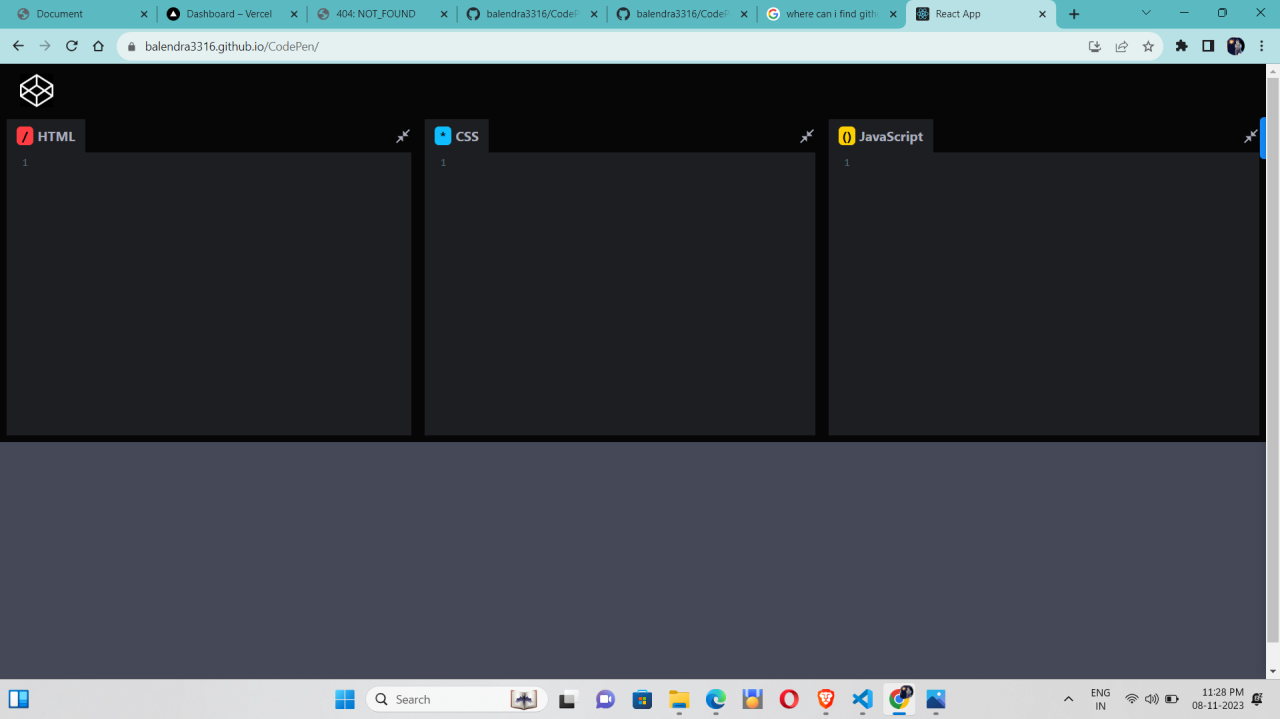 Document
Dashboard – Vercel
404: NOT_FOUND
balendra3316/CodeP
balendra3316/CodeP
where can i find gith
React App
balendra3316.github.io/CodePen/
/ HTML
* CSS
() JavaScript
1
1
1
Search
ENG
IN
11:28 PM
08-11-2023